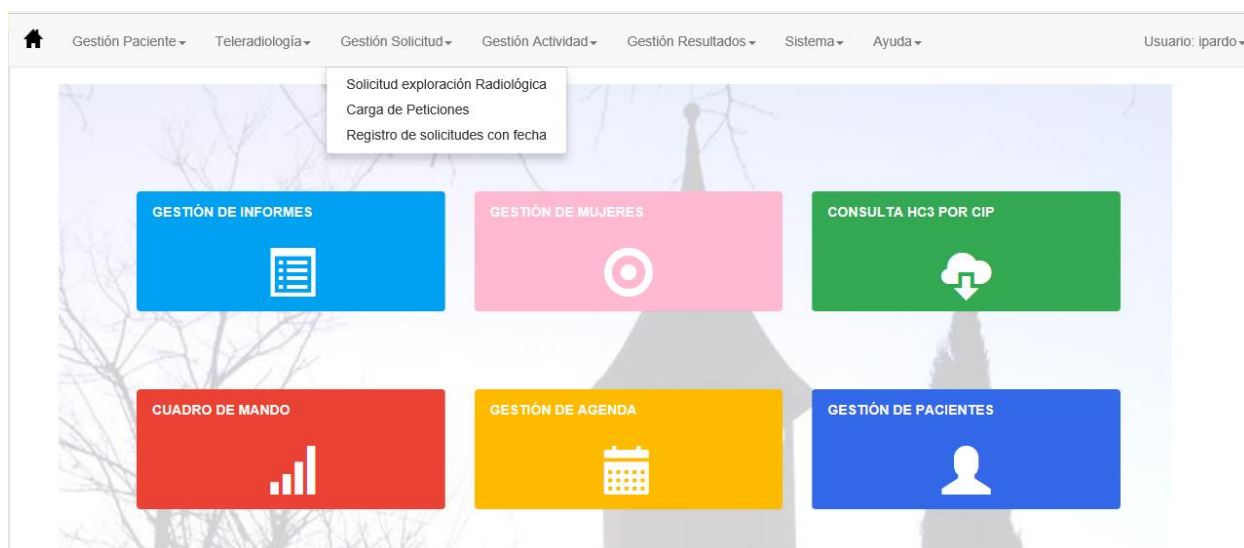 Gestión Paciente Teleradiología Gestión Solicitud Gestión Actividad Gestión Resultados Sistema Ayuda Usuario: ipardo
Solicitud exploración Radiológica
Carga de Peticiones
Registro de solicitudes con fecha
GESTIÓN DE INFORMES GESTIÓN DE MUJERES CONSULTA HC3 POR CIP
CUADRO DE MANDO GESTIÓN DE AGENDA GESTIÓN DE PACIENTES